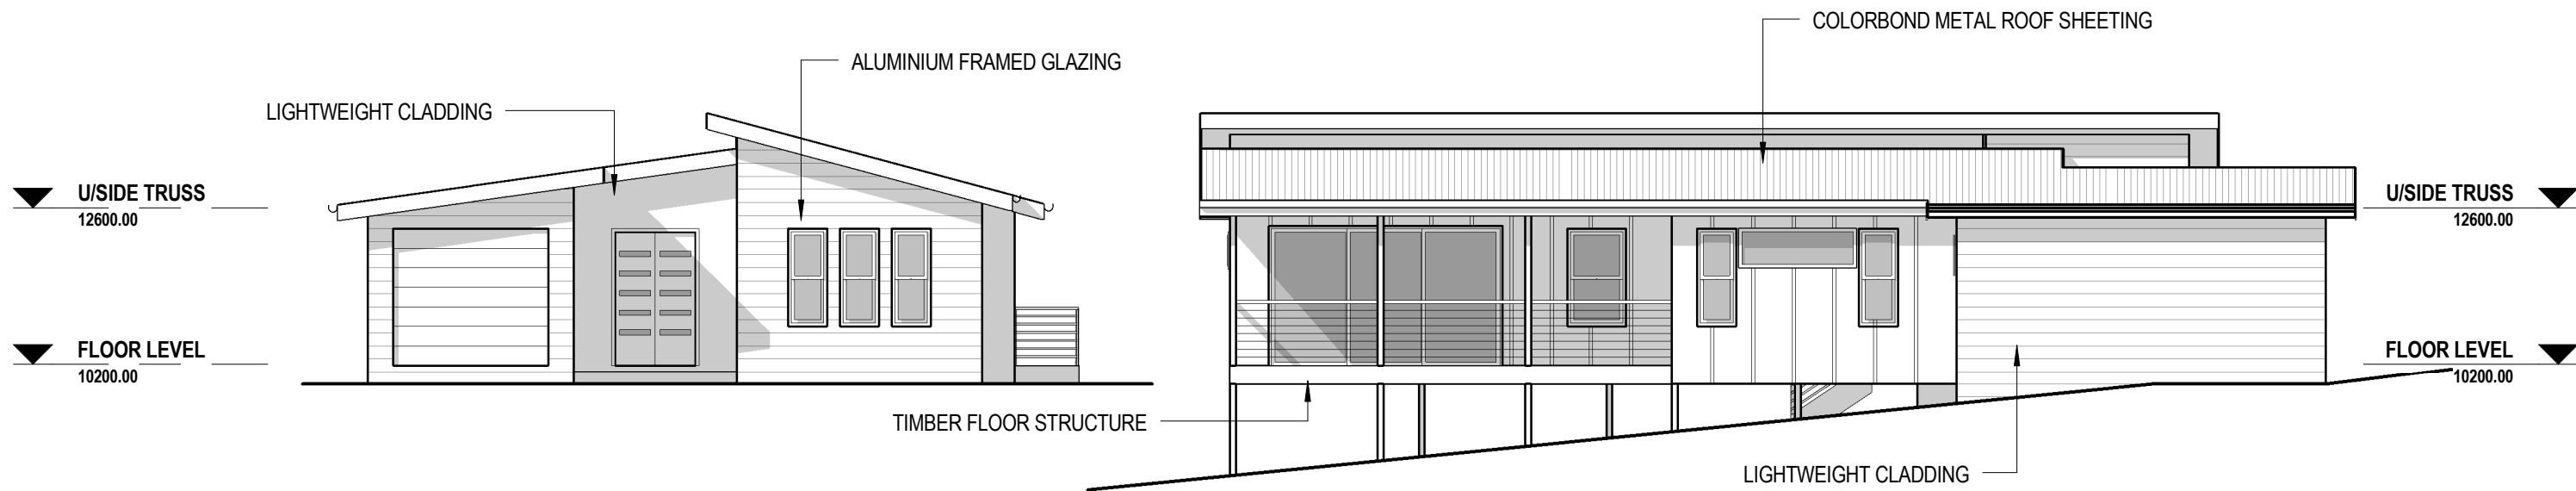 COLORBOND METAL ROOF SHEETING
ALUMINIUM FRAMED GLAZING
LIGHTWEIGHT CLADDING
U/SIDE TRUSS
12600.00
U/SIDE TRUSS
12600.00
FLOOR LEVEL
10200.00
FLOOR LEVEL
10200.00
TIMBER FLOOR STRUCTURE
LIGHTWEIGHT CLADDING